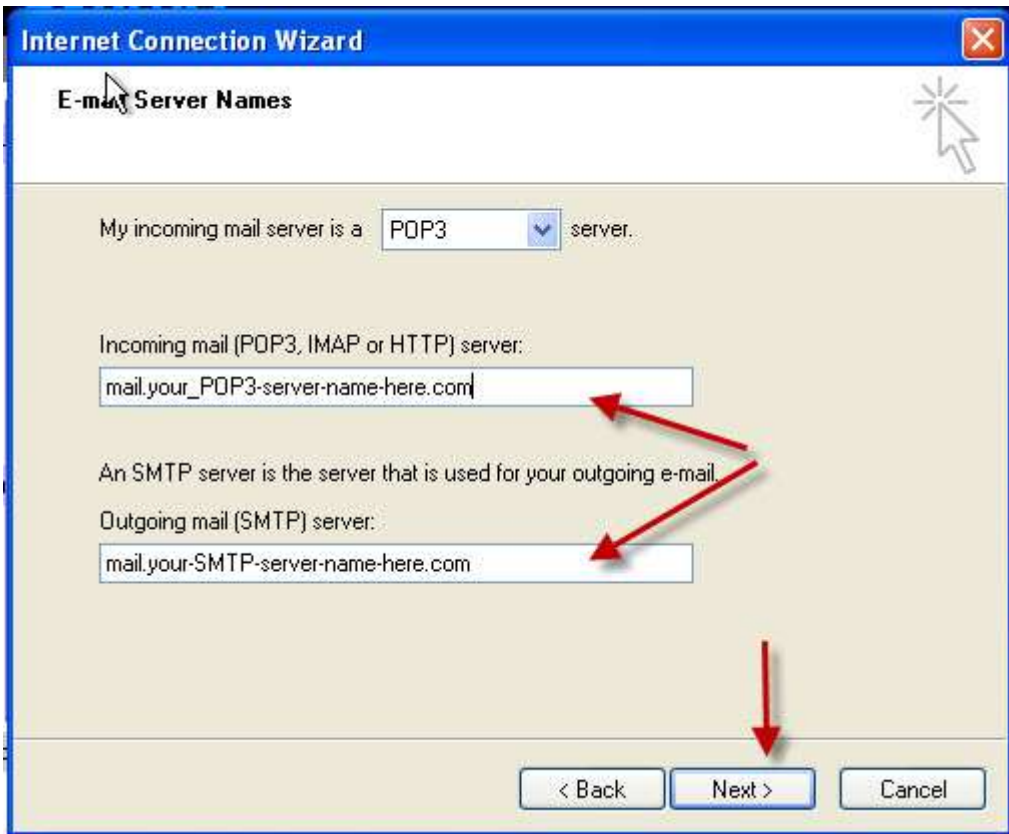 Internet Connection Wizard
E-mail Server Names
My incoming mail server is a POP3 server.
Incoming mail (POP3, IMAP or HTTP) server:
mail.your_POP3-server-name-here.com
An SMTP server is the server that is used for your outgoing e-mail.
Outgoing mail (SMTP) server:
mail.your-SMTP-server-name-here.com
< Back Next > Cancel